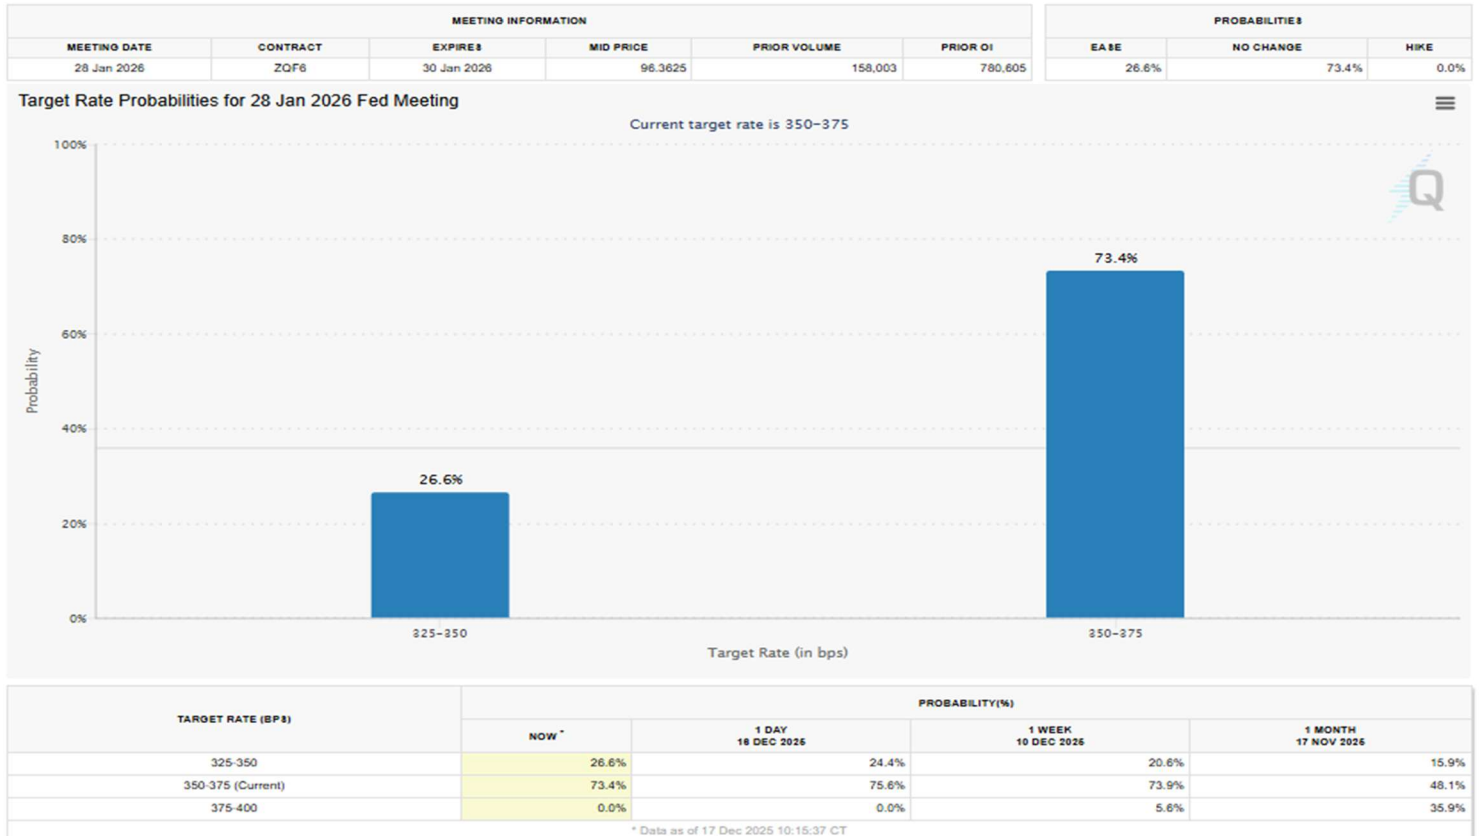 MEETING INFORMATION
MEETING DATE CONTRACT EXPIRES MID PRICE PRIOR VOLUME PRIOR OI
28 Jan 2026 ZQF6 30 Jan 2026 96.3625 158,003 780,605
PROBABILITIES
EASE NO CHANGE HIKE
26.6% 73.4% 0.0%
Target Rate Probabilities for 28 Jan 2026 Fed Meeting
Current target rate is 350-375
Q
100%
80%
60%
40%
20%
0%
Probability
26.6%
73.4%
325-350
350-375
Target Rate (in bps)
TARGET RATE (BPS) PROBABILITY(%)
NOW * 1 DAY 1 WEEK 1 MONTH
16 DEC 2025 10 DEC 2025 17 NOV 2025
325-350 26.6% 24.4% 20.6% 15.9%
350-375 (Current) 73.4% 75.6% 73.9% 48.1%
375-400 0.0% 0.0% 5.6% 35.9%
* Data as of 17 Dec 2025 10:15:37 CT